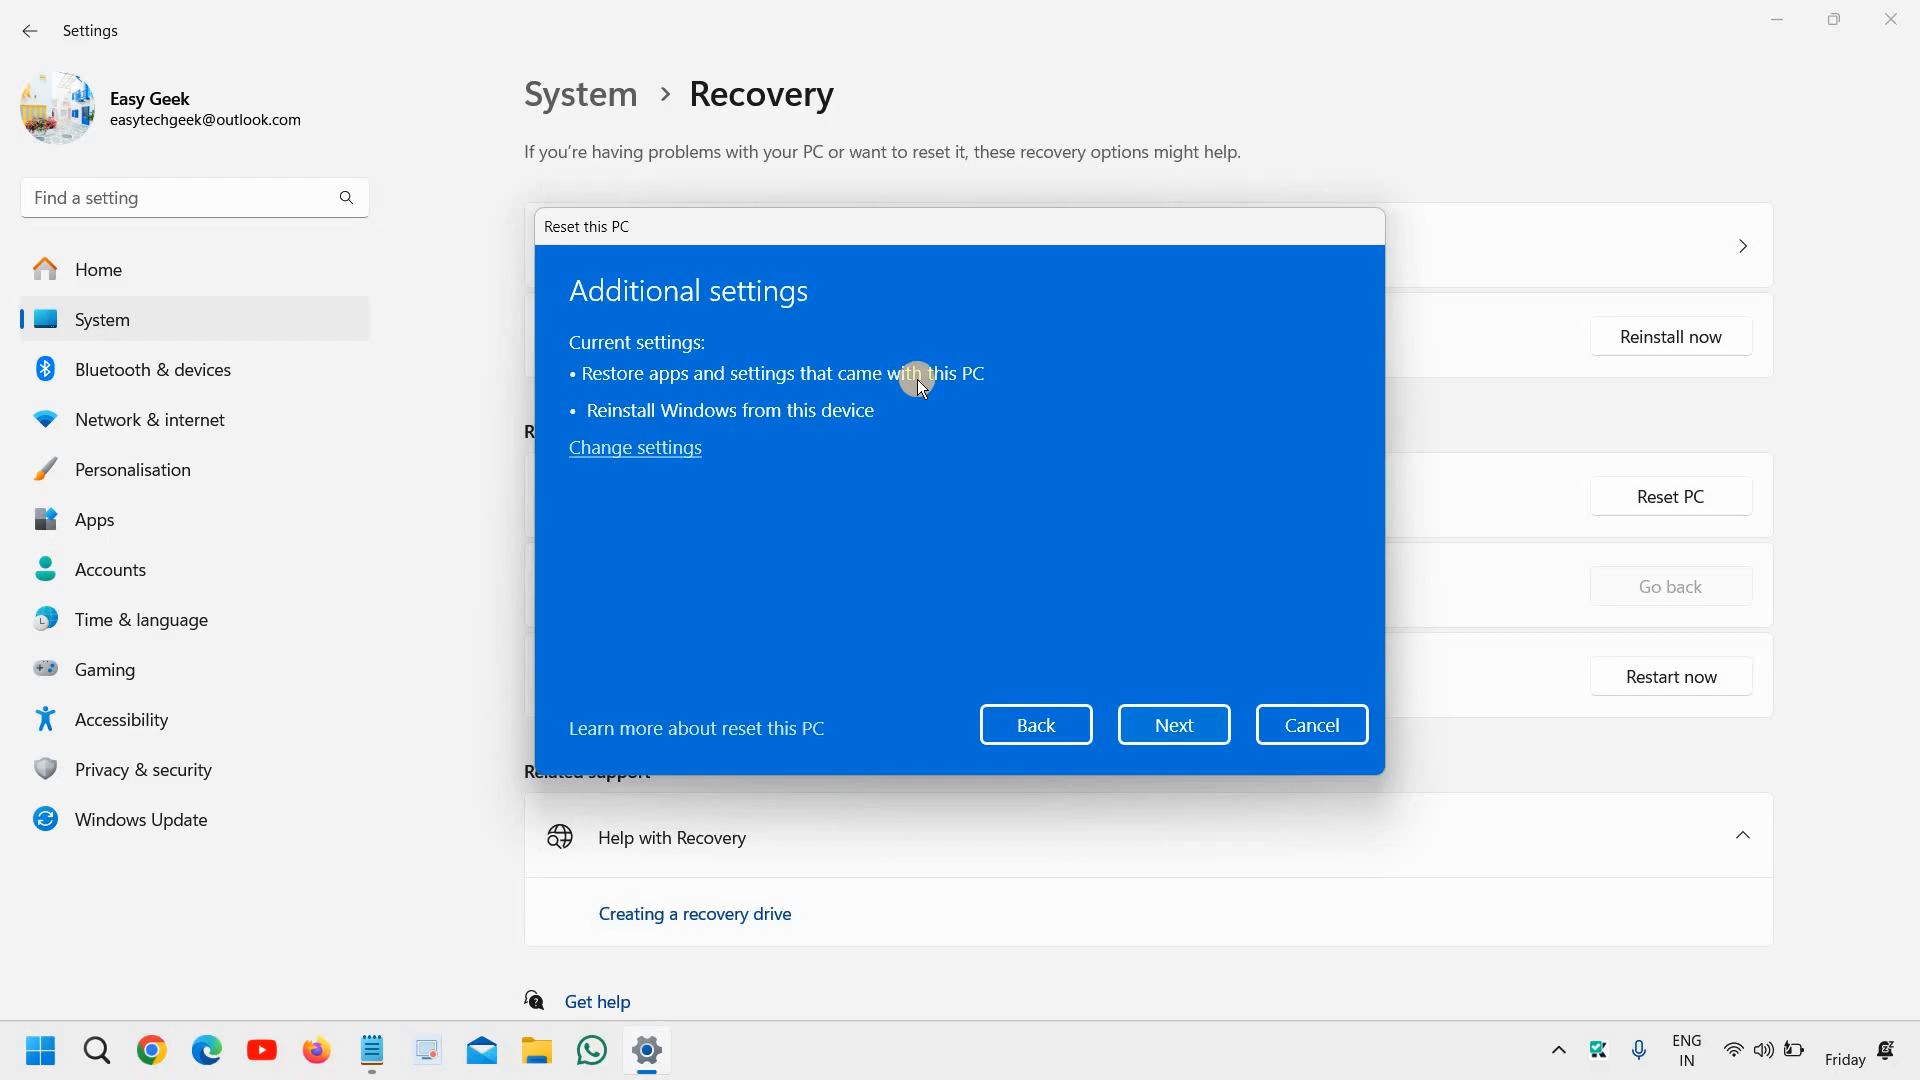 Settings
Easy Geek
easytechgeek@outlook.com
Find a setting
Home
System
Bluetooth & devices
Network & internet
Personalisation
Apps
Accounts
Time & language
Gaming
Accessibility
Privacy & security
Windows Update
System > Recovery
If you're having problems with your PC or want to reset it, these recovery options might help.
Reinstall now
Reset PC
Go back
Restart now
Reset this PC
Additional settings
Current settings:
• Restore apps and settings that came with this PC
• Reinstall Windows from this device
Change settings
Learn more about reset this PC
Back
Next
Cancel
Related support
Help with Recovery
Creating a recovery drive
Get help
ENG
IN
Friday